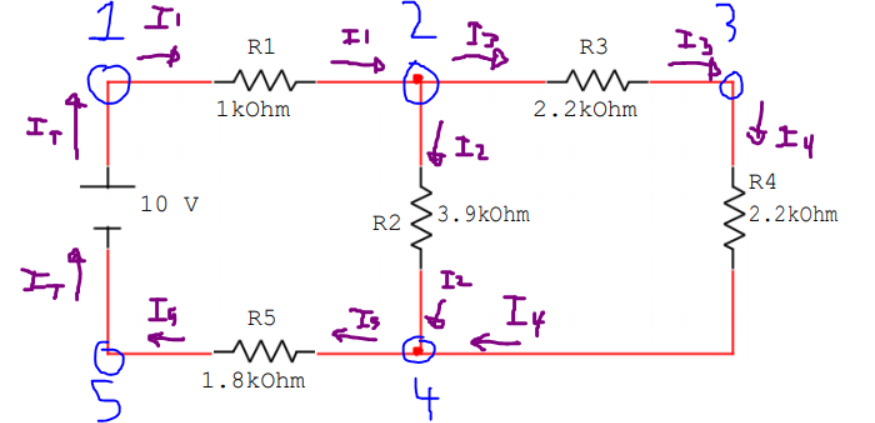 1 I1 2 I3 3
I1 I3
R1 R3
1kOhm 2.2kOhm
IT I2 I4
10 V R2 3.9kOhm R4
2.2kOhm
IT I5 R5 I5 I2 I4
1.8kOhm
5 4